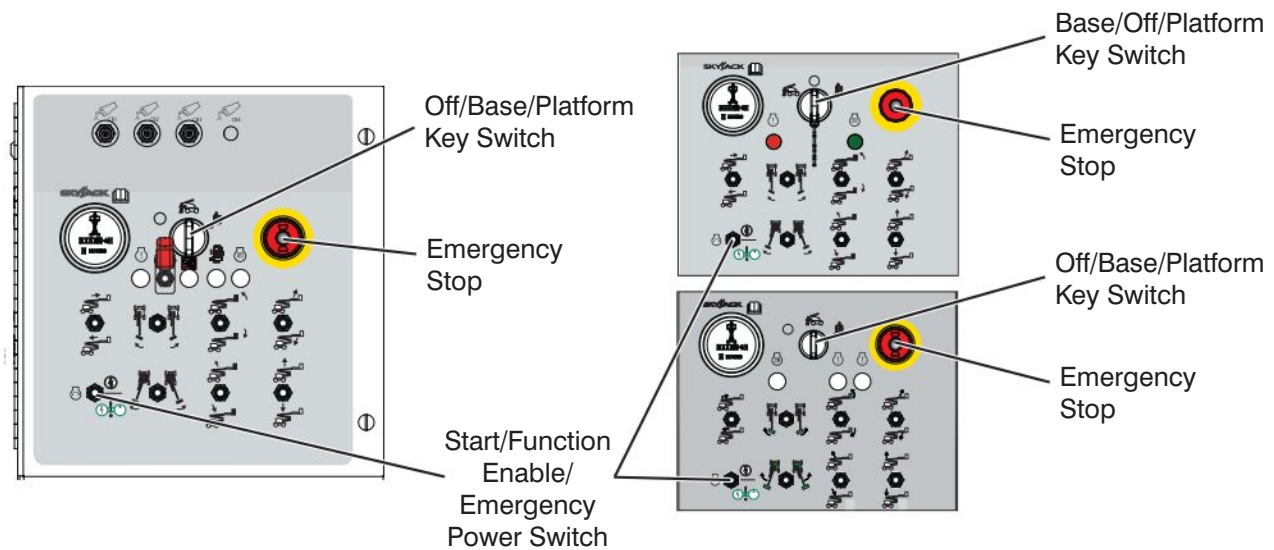 Off/Base/Platform
Key Switch
Emergency
Stop
Start/Function
Enable/
Emergency
Power Switch
Base/Off/Platform
Key Switch
Emergency
Stop
Off/Base/Platform
Key Switch
Emergency
Stop
SKYJACK
SKYJACK
SKYJACK